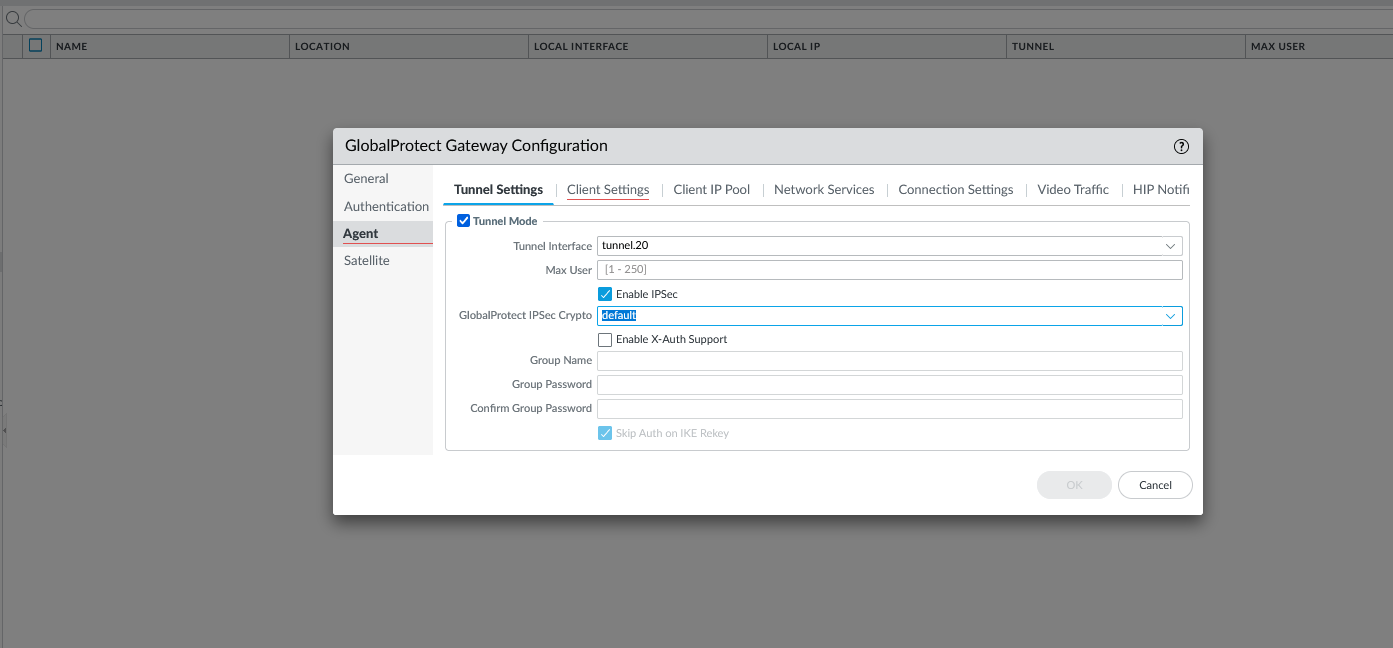 NAME LOCATION LOCAL INTERFACE LOCAL IP TUNNEL MAX USER
GlobalProtect Gateway Configuration ?
General
Authentication
Agent
Satellite
Tunnel Settings Client Settings Client IP Pool Network Services Connection Settings Video Traffic HIP Notifi
Tunnel Mode
Tunnel Interface tunnel.20
Max User [1 - 250]
Enable IPSec
GlobalProtect IPSec Crypto default
Enable X-Auth Support
Group Name
Group Password
Confirm Group Password
Skip Auth on IKE Rekey
OK Cancel